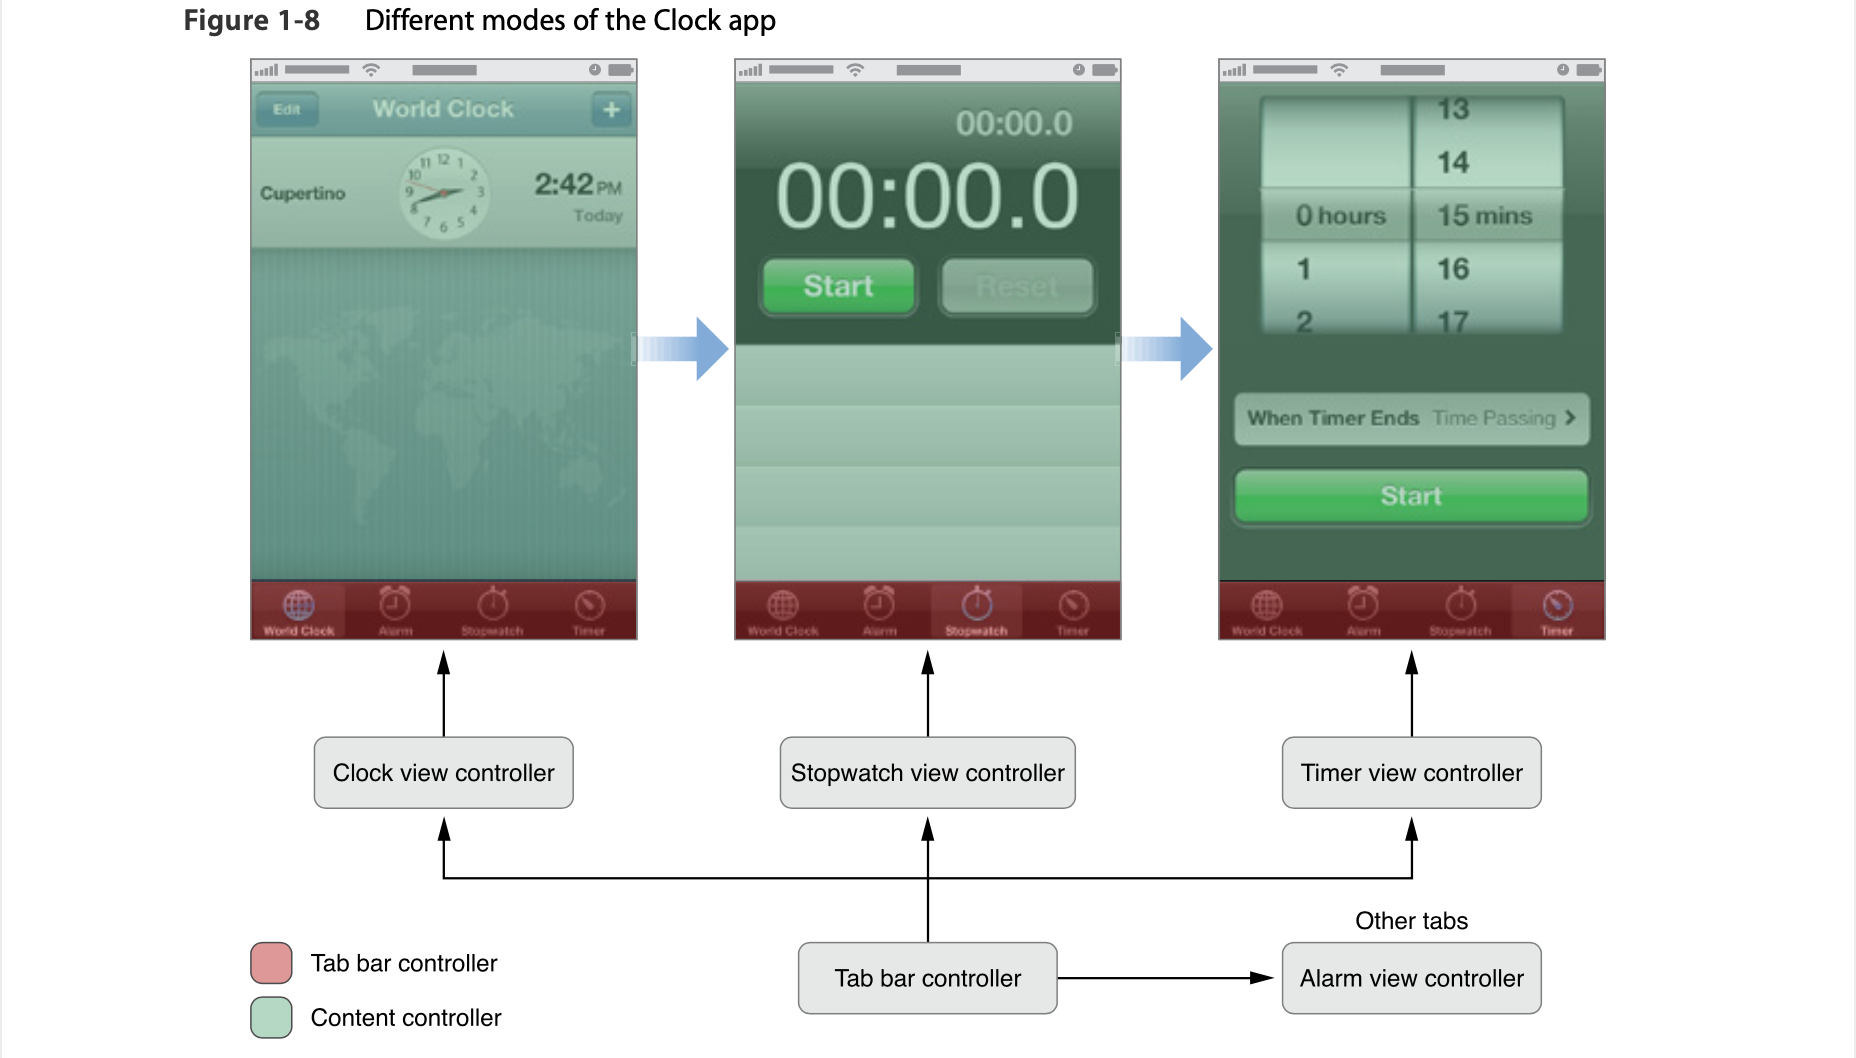 Figure 1-8 Different modes of the Clock app
Edit World Clock +
Cupertino
11 12 1
10 2
9 3
8 4
7 6 5
2:42 PM
Today
World Clock Alarm Stopwatch Timer
00:00.0
00:00.0
Start Reset
World Clock Alarm Stopwatch Timer
13
14
0 hours 15 mins
1 16
2 17
When Timer Ends Time Passing
Start
World Clock Alarm Stopwatch Timer
Clock view controller
Stopwatch view controller
Timer view controller
Other tabs
Tab bar controller
Alarm view controller
Tab bar controller
Content controller